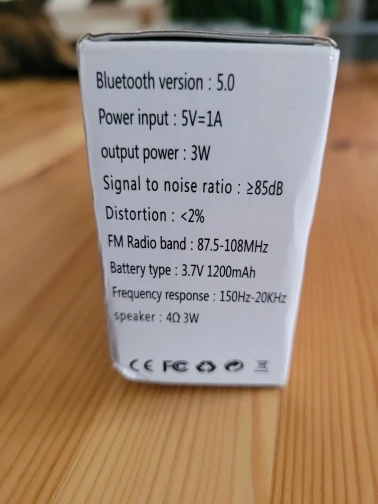 Bluetooth version : 5.0
Power input : 5V=1A
output power : 3W
Signal to noise ratio : ≥85dB
Distortion : <2%
FM Radio band : 87.5-108MHz
Battery type : 3.7V 1200mAh
Frequency response : 150Hz-20KHz
speaker : 4Ω 3W
CE FC